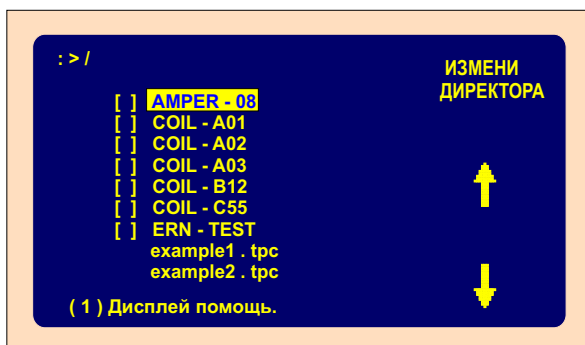 : > /
ИЗМЕНИ
ДИРЕКТОРА
[ ] AMPER - 08
[ ] COIL - A01
[ ] COIL - A02
[ ] COIL - A03
[ ] COIL - B12
[ ] COIL - C55
[ ] ERN - TEST
example1 . tpc
example2 . tpc
( 1 ) Дисплей помощь.